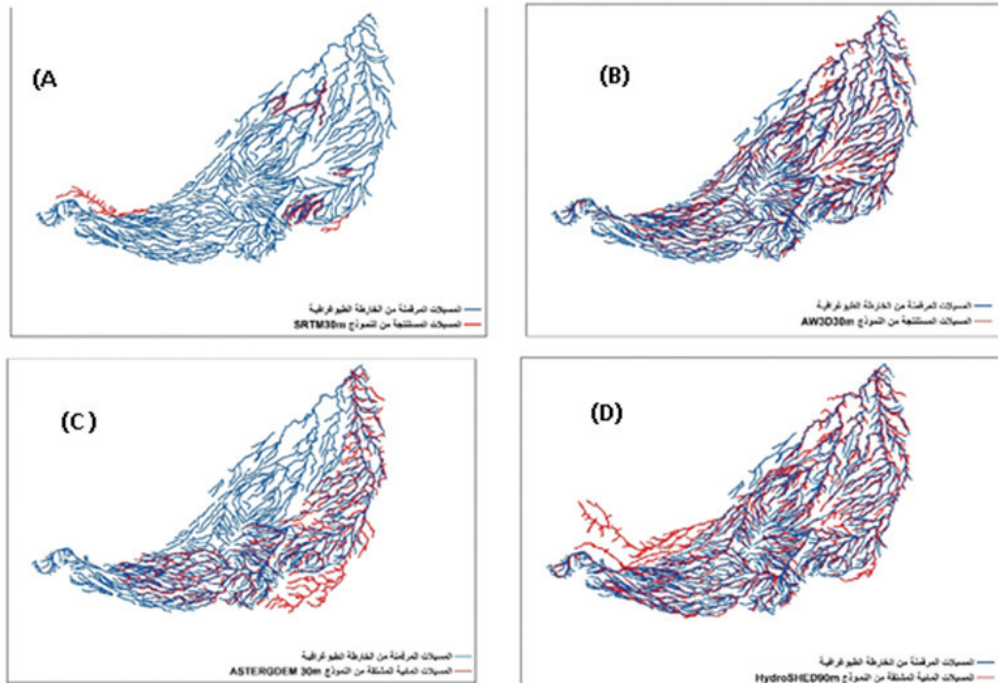 (A
المسيلات المرقمنة من الخارطة الطبوغرافية
المسيلات المستنتجة من النموذج SRTM30m
(B)
المسيلات المرقمنة من الخارطة الطبوغرافية
المسيلات المستنتجة من النموذج AW3D30m
(C)
المسيلات المرقمنة من الخارطة الطبوغرافية
المسيلات المائية المشتقة من النموذج ASTERGDEM 30m
(D)
المسيلات المرقمنة من الخارطة الطبوغرافية
المسيلات المائية المشتقة من النموذج HydroSHED90m